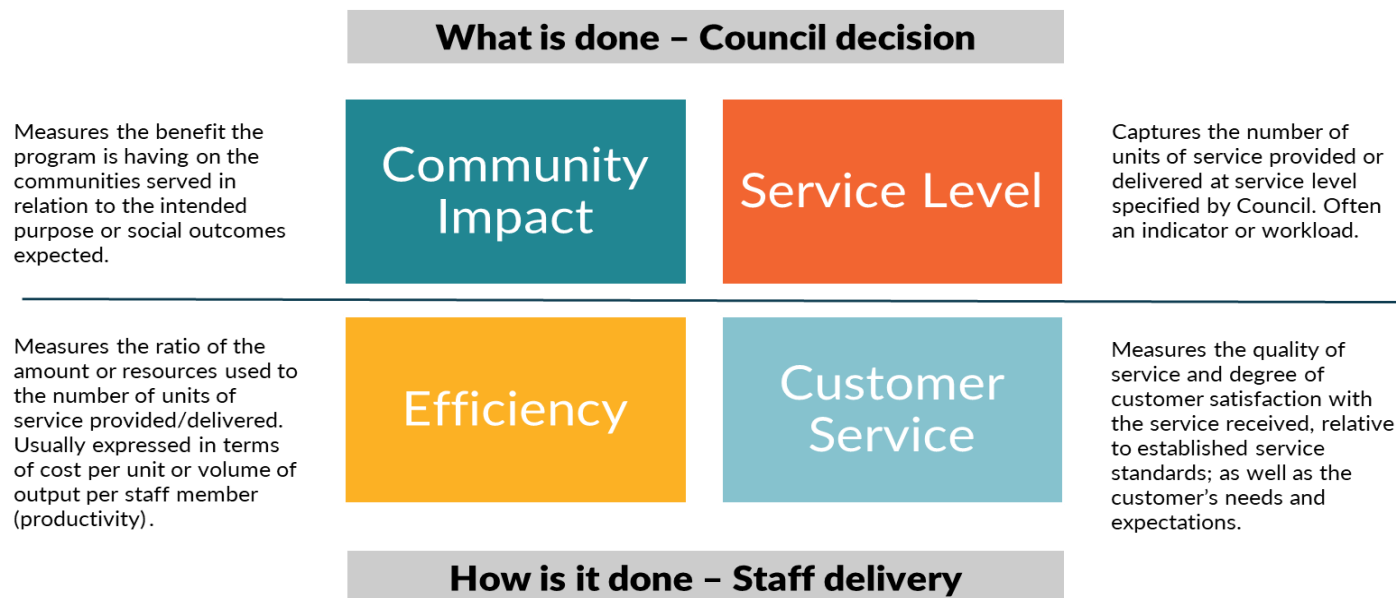 What is done – Council decision
Measures the benefit the
program is having on the
communities served in
relation to the intended
purpose or social outcomes
expected.
Community
Impact
Service Level
Captures the number of
units of service provided or
delivered at service level
specified by Council. Often
an indicator or workload.
Measures the ratio of the
amount or resources used to
the number of units of
service provided/delivered.
Usually expressed in terms
of cost per unit or volume of
output per staff member
(productivity).
Efficiency
Customer
Service
Measures the quality of
service and degree of
customer satisfaction with
the service received, relative
to established service
standards; as well as the
customer’s needs and
expectations.
How is it done – Staff delivery